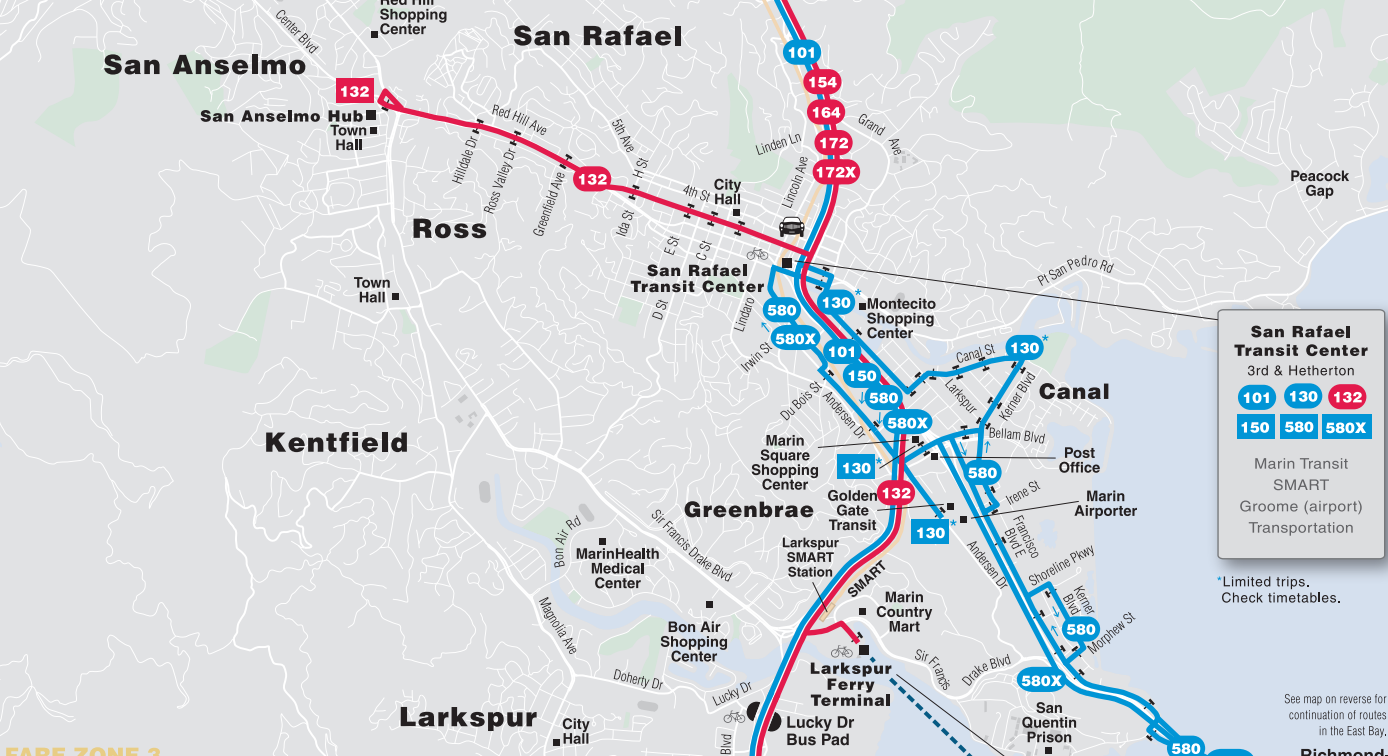 Red Hill
Shopping
Center
Center Blvd
San Rafael
San Anselmo
101
154
164
172
172X
132
San Anselmo Hub
Town
Hall
Red Hill Ave
5th Ave
Linden Ln
Grand Ave
Lincoln Ave
Hilldale Dr
Ross Valley Dr
Greenfield Ave
132
H St
4th St
City
Hall
Ida St
E St
C St
Peacock
Gap
Ross
San Rafael
Transit Center
Town
Hall
Pt San Pedro Rd
D St
Lindaro
580
130
*
Montecito
Shopping
Center
580X
Irwin St
101
150
580
580X
Canal St
130
*
Larkspur
Kerner Blvd
Canal
Du Bois St
Andersen Dr
Bellam Blvd
San Rafael
Transit Center
3rd & Hetherton
101
130
132
150
580
580X
Marin Transit
SMART
Groome (airport)
Transportation
*Limited trips.
Check timetables.
Kentfield
Marin
Square
Shopping
Center
130
*
Post
Office
580
132
Golden
Gate
Transit
Irene St
Marin
Airporter
130
*
Greenbrae
Francisco
Blvd E
Andersen Dr
Bon Air Rd
Sir Francis Drake Blvd
MarinHealth
Medical
Center
Larkspur
SMART
Station
SMART
Shoreline Pkwy
Kerner
Blvd
580
Morphew St
Marin
Country
Mart
Magnolia Ave
Bon Air
Shopping
Center
Sir Francis
Drake Blvd
Larkspur
Ferry
Terminal
580X
Doherty Dr
Lucky Dr
Larkspur
City
Hall
Blvd
Lucky Dr
Bus Pad
San
Quentin
Prison
See map on reverse for
continuation of routes
in the East Bay.
580
Richmond
FARE ZONE 3